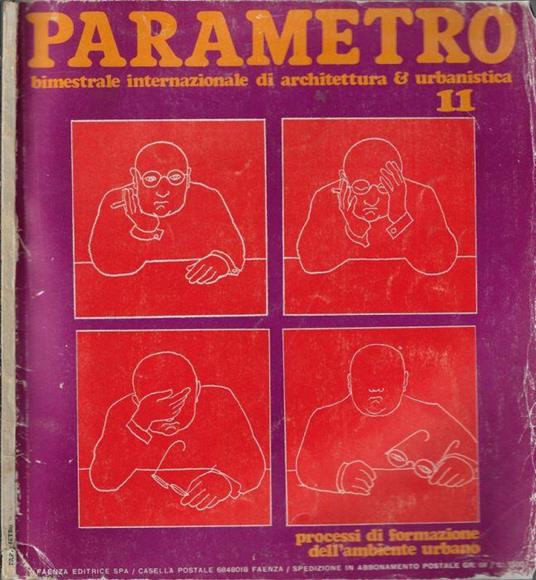 PARAMETRO
bimestrale internazionale di architettura & urbanistica
11
processi di formazione
dell'ambiente urbano
FAENZA EDITRICE SPA / CASELLA POSTALE 6848018 FAENZA / SPEDIZIONE IN ABBONAMENTO POSTALE GR.